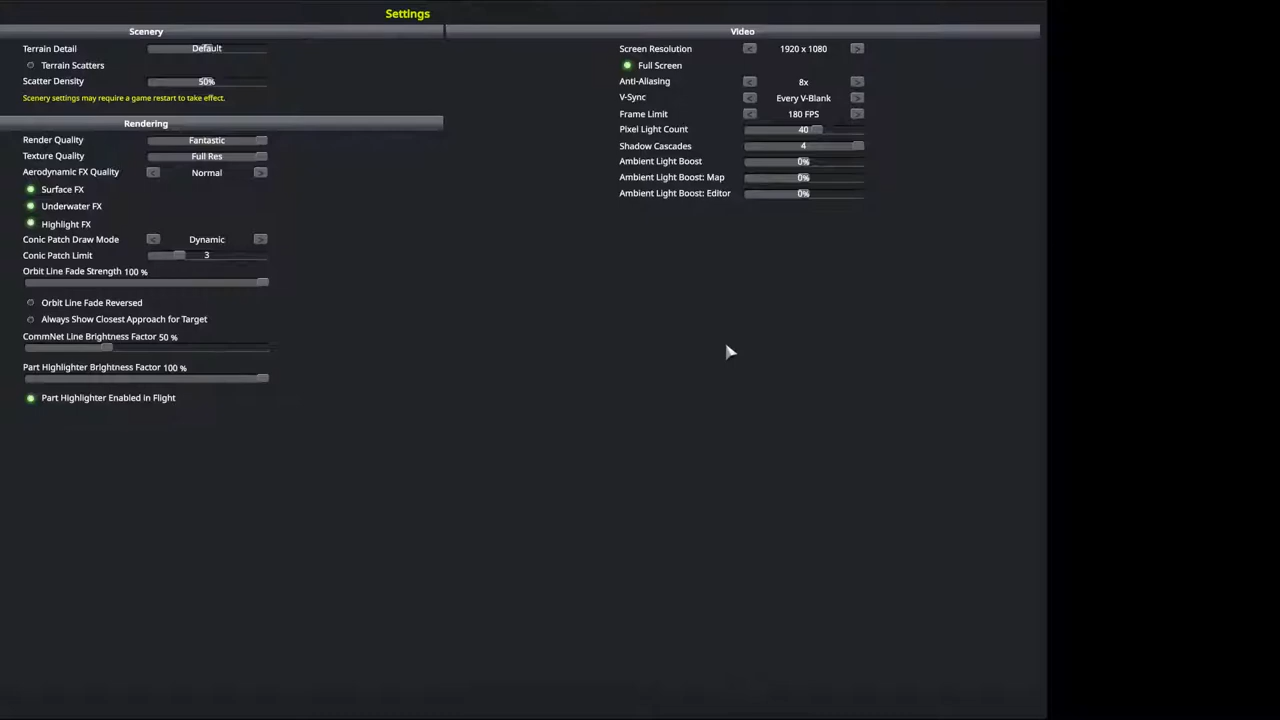 Settings
Scenery
Terrain Detail Default
Terrain Scatters
Scatter Density 50%
Scenery settings may require a game restart to take effect.
Rendering
Render Quality Fantastic
Texture Quality Full Res
Aerodynamic FX Quality < Normal >
Surface FX
Underwater FX
Highlight FX
Conic Patch Draw Mode < Dynamic >
Conic Patch Limit 3
Orbit Line Fade Strength 100 %
Orbit Line Fade Reversed
Always Show Closest Approach for Target
CommNet Line Brightness Factor 50 %
Part Highlighter Brightness Factor 100 %
Part Highlighter Enabled in Flight
Video
Screen Resolution < 1920 x 1080 >
Full Screen
Anti-Aliasing < 8x >
V-Sync < Every V-Blank >
Frame Limit < 180 FPS >
Pixel Light Count 40
Shadow Cascades 4
Ambient Light Boost 0%
Ambient Light Boost: Map 0%
Ambient Light Boost: Editor 0%